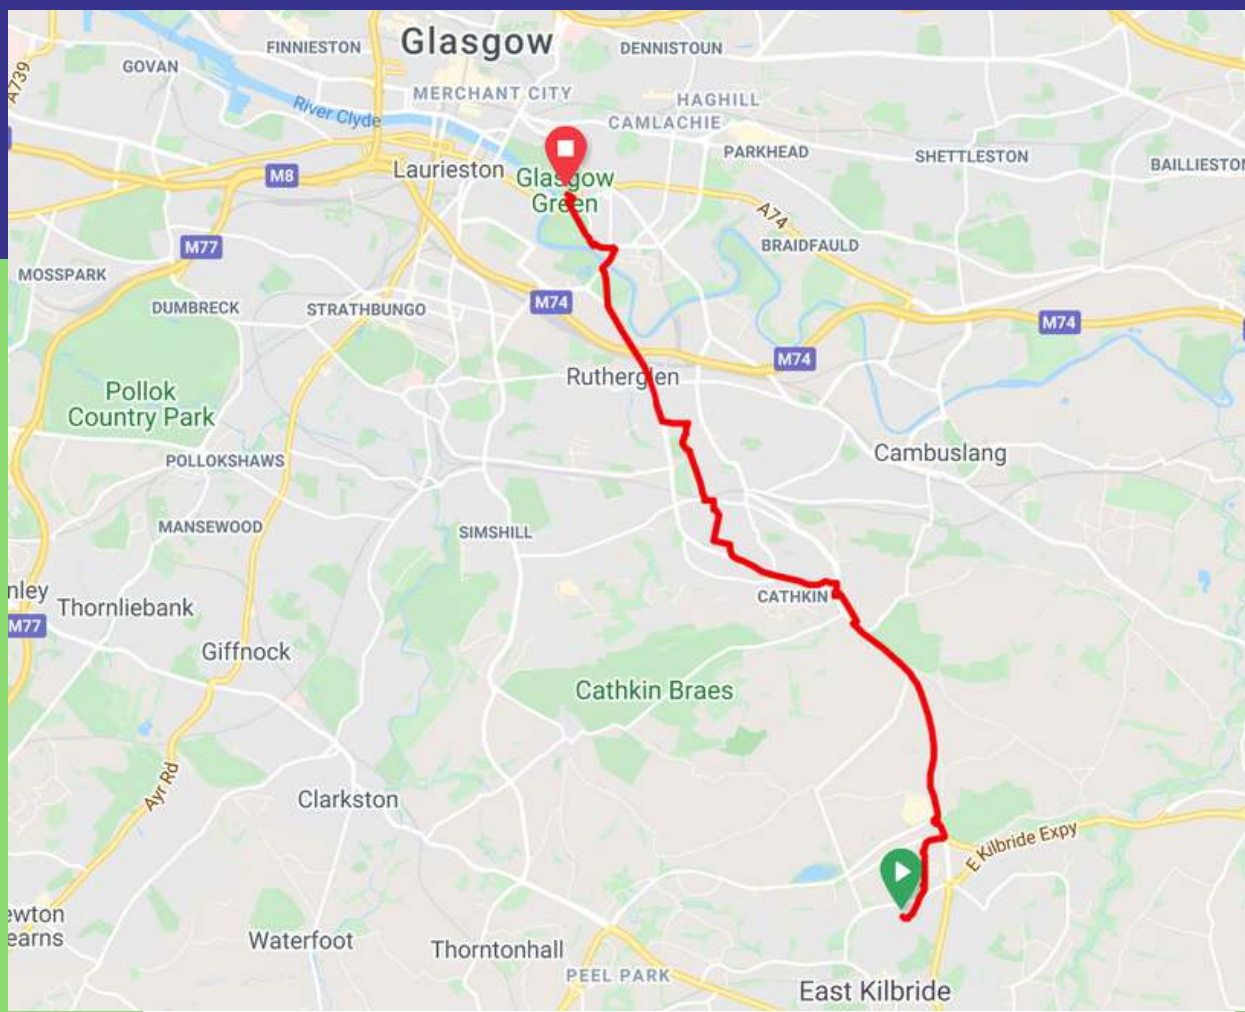 Glasgow
FINNIESTON
DENNISTOUN
GOVAN
A739
MERCHANT CITY
HAGHILL
River Clyde
CAMLACHIE
PARKHEAD
SHETTLESTON
BAILLIESTON
Laurieston
M8
Glasgow
Green
A74
M77
BRAIDFAULD
MOSSPARK
DUMBRECK
STRATHBUNGO
M74
M74
M74
Rutherglen
Pollok
Country Park
POLLOKSHAWS
Cambuslang
MANSEWOOD
SIMSHILL
nley
Thornliebank
CATHKIN
M77
Giffnock
Cathkin Braes
Ayr Rd
Clarkston
E Kilbride Expy
ewton
earns
Waterfoot
Thorntonhall
PEEL PARK
East Kilbride